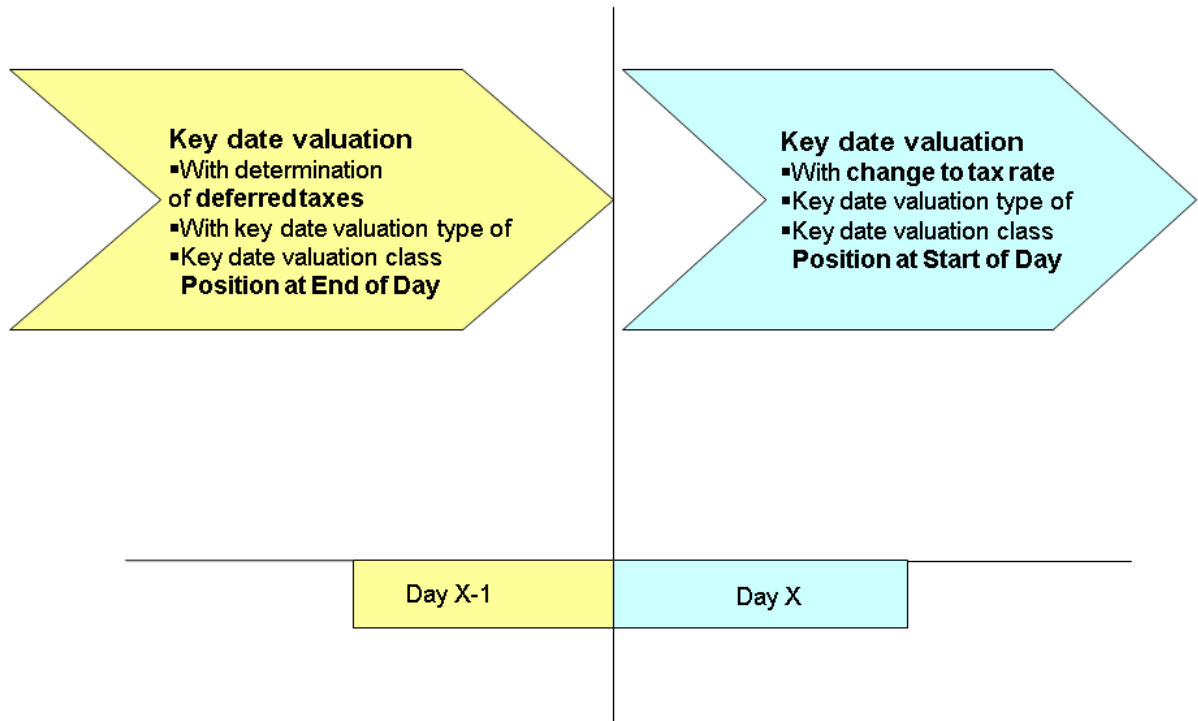 Key date valuation
▪With determination
of deferred taxes
▪With key date valuation type of
▪Key date valuation class
Position at End of Day
Key date valuation
▪With change to tax rate
▪Key date valuation type of
▪Key date valuation class
Position at Start of Day
Day X-1
Day X